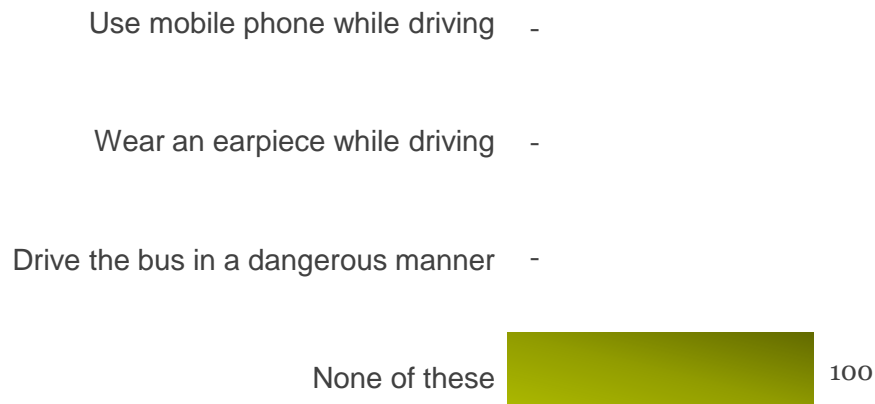 Use mobile phone while driving -
Wear an earpiece while driving -
Drive the bus in a dangerous manner -
None of these 100